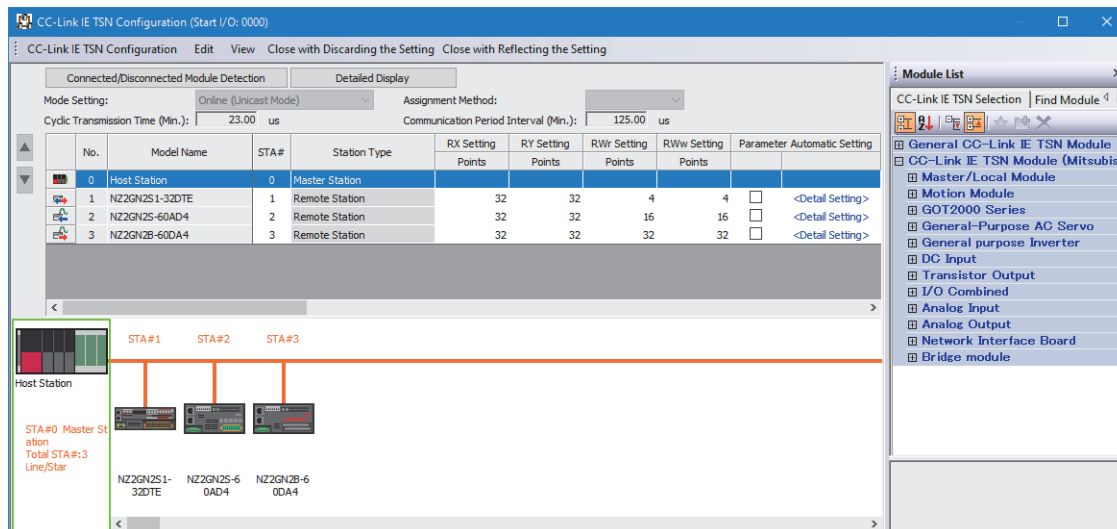 CC-Link IE TSN Configuration (Start I/O: 0000)
CC-Link IE TSN Configuration Edit View Close with Discarding the Setting Close with Reflecting the Setting
Connected/Disconnected Module Detection Detailed Display
Mode Setting: Online (Unicast Mode) Assignment Method:
Cyclic Transmission Time (Min.): 23.00 us Communication Period Interval (Min.): 125.00 us
No. Model Name STA# Station Type RX Setting RY Setting RWr Setting RWw Setting Parameter Automatic Setting
Points Points Points Points
0 Host Station 0 Master Station
1 NZ2GN2S1-32DTE 1 Remote Station 32 32 4 4 <Detail Setting>
2 NZ2GN2S-60AD4 2 Remote Station 32 32 16 16 <Detail Setting>
3 NZ2GN2B-60DA4 3 Remote Station 32 32 32 32 <Detail Setting>
STA#1 STA#2 STA#3
Host Station
STA#0 Master St
ation
Total STA#:3
Line/Star
NZ2GN2S1-
32DTE
NZ2GN2S-6
0AD4
NZ2GN2B-6
0DA4
Module List
CC-Link IE TSN Selection Find Module
General CC-Link IE TSN Module
CC-Link IE TSN Module (Mitsubis
Master/Local Module
Motion Module
GOT2000 Series
General-Purpose AC Servo
General purpose Inverter
DC Input
Transistor Output
I/O Combined
Analog Input
Analog Output
Network Interface Board
Bridge module